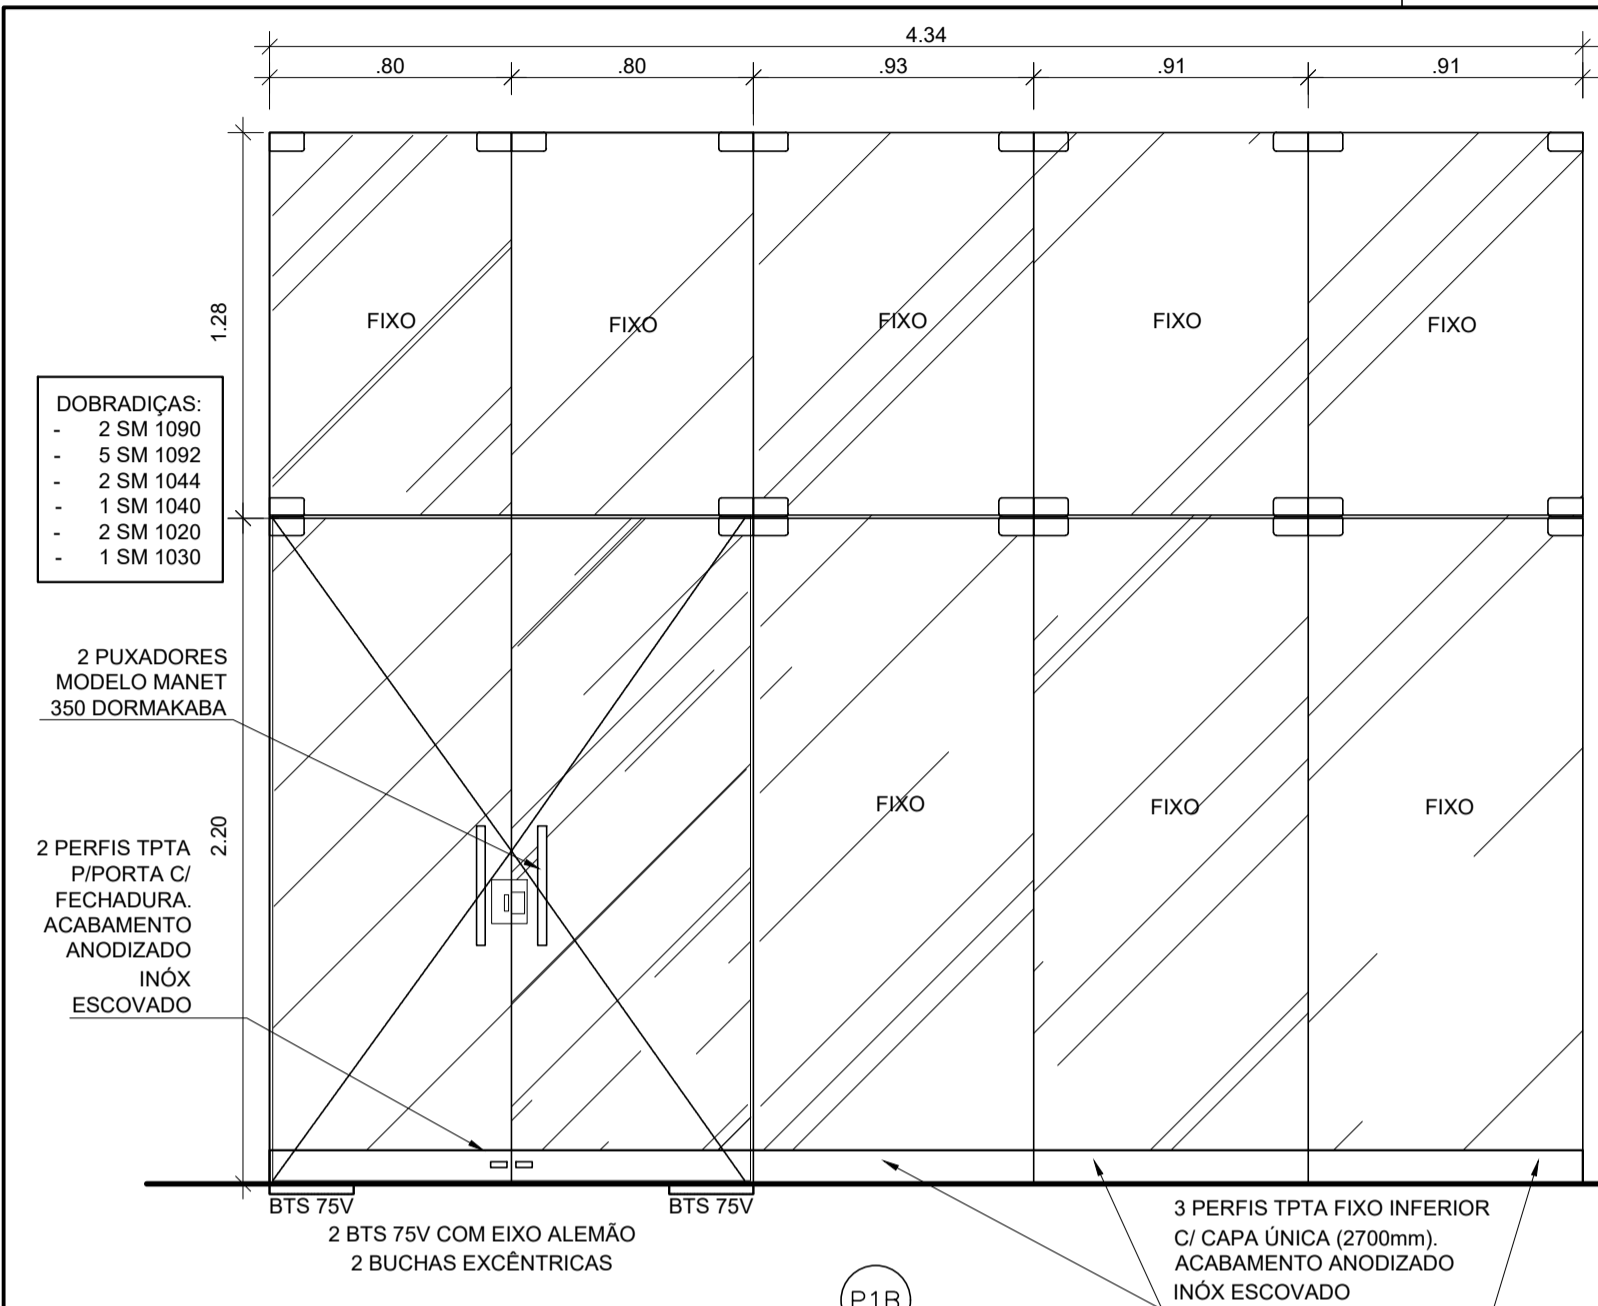 4.34
.80 .80 .93 .91 .91
1.28
FIXO FIXO FIXO FIXO FIXO
DOBRADIÇAS:
- 2 SM 1090
- 5 SM 1092
- 2 SM 1044
- 1 SM 1040
- 2 SM 1020
- 1 SM 1030
2 PUXADORES
MODELO MANET
350 DORMAKABA
2.20
2 PERFIS TPTA
P/PORTA C/
FECHADURA.
ACABAMENTO
ANODIZADO
INÓX
ESCOVADO
FIXO FIXO FIXO
BTS 75V BTS 75V
2 BTS 75V COM EIXO ALEMÃO
2 BUCHAS EXCÊNTRICAS
3 PERFIS TPTA FIXO INFERIOR
C/ CAPA ÚNICA (2700mm).
ACABAMENTO ANODIZADO
INÓX ESCOVADO